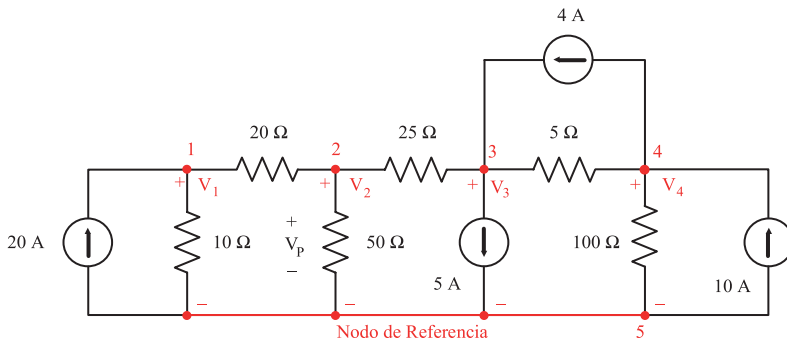 4 A
20 Ω
25 Ω
3
5 Ω
4
1
2
+ V1
+ V2
+ V3
+ V4
20 A
10 Ω
+
VP
−
50 Ω
5 A
100 Ω
10 A
− − − −
Nodo de Referencia
5